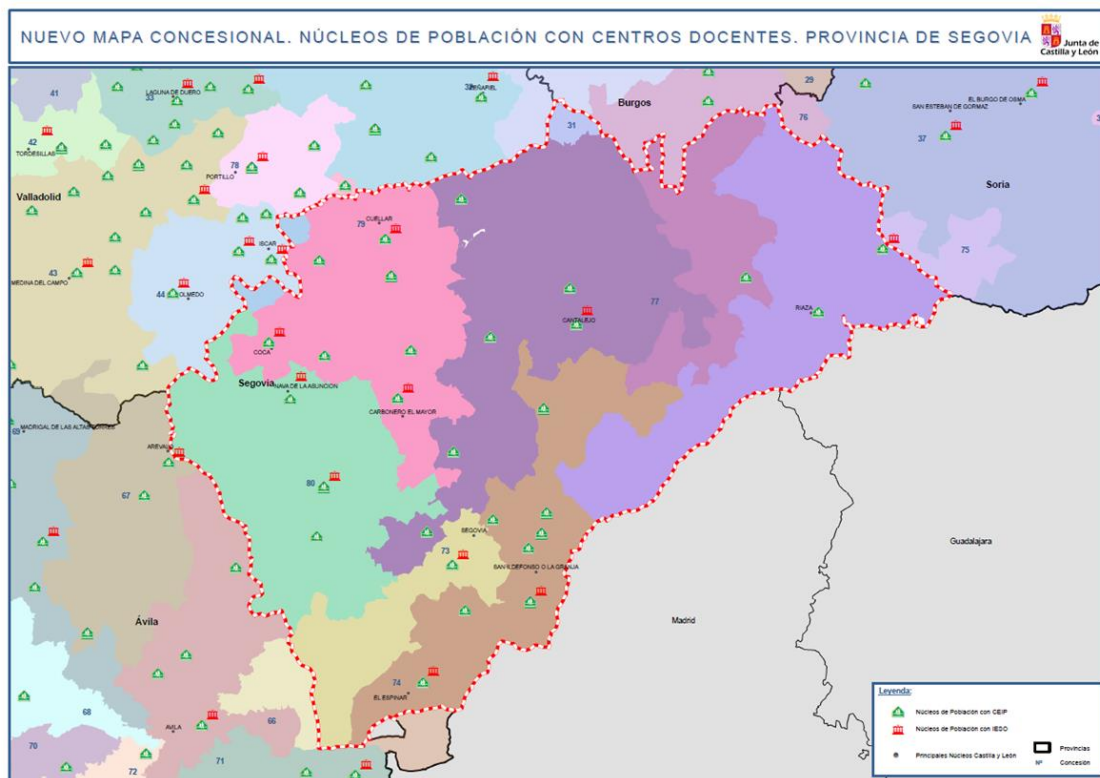 NUEVO MAPA CONCESIONAL. NÚCLEOS DE POBLACIÓN CON CENTROS DOCENTES. PROVINCIA DE SEGOVIA
Junta de
Castilla y León
41
33
LAGUNA DE DUERO
PEÑAFIEL
Burgos
29
EL BURGO DE OSMA
SAN ESTEBAN DE GORMAZ
31
76
37
42
TORDESILLAS
78
PORTILLO
Valladolid
Soria
79
CUELLAR
ISCAR
75
43
MEDINA DEL CAMPO
44
OLMEDO
77
RIAZA
CANTALEJO
COCA
Segovia
NAVA DE LA ASUNCION
CARBONERO EL MAYOR
69
AREVALO
80
67
SEGOVIA
73
Guadalajara
SAN ILDEFONSO O LA GRANJA
Ávila
Madrid
74
EL ESPINAR
68
66
AVILA
70
71
72
Leyenda:
Núcleos de Población con CEIP
Núcleos de Población con IESO
Principales Núcleos Castilla y León
Provincias
Nº Concesión